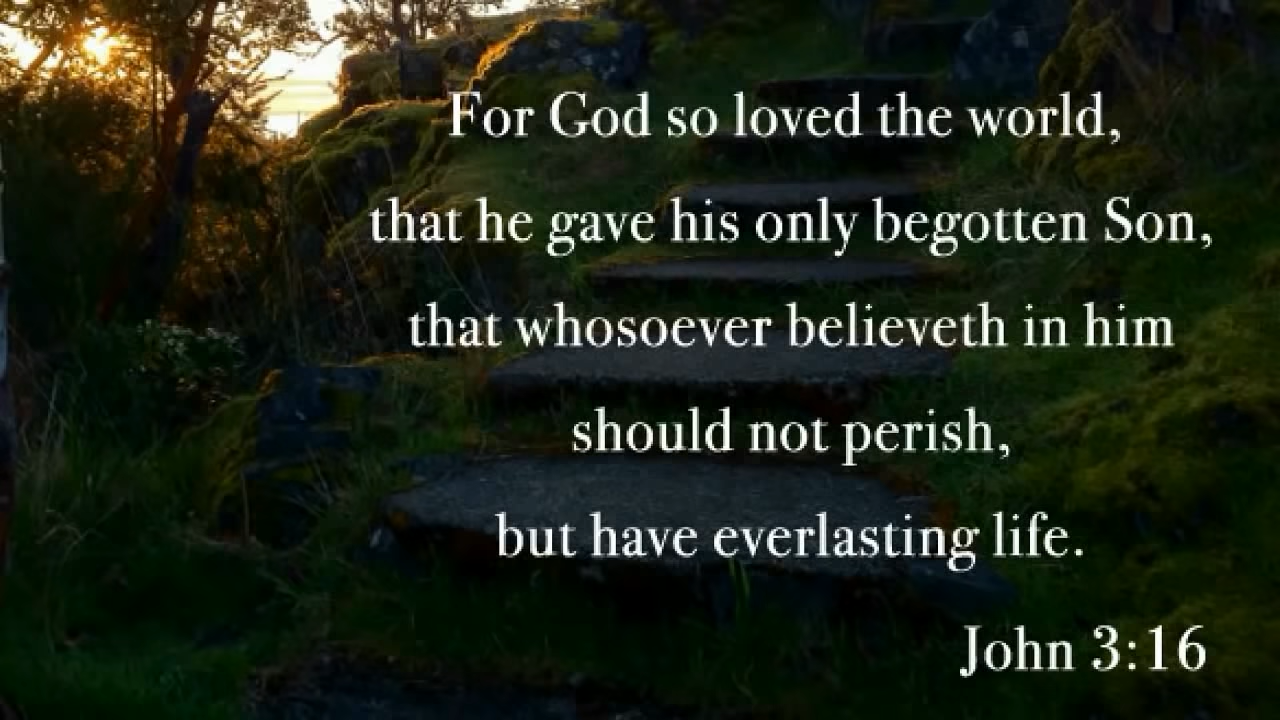 For God so loved the world,
that he gave his only begotten Son,
that whosoever believeth in him
should not perish,
but have everlasting life.
John 3:16